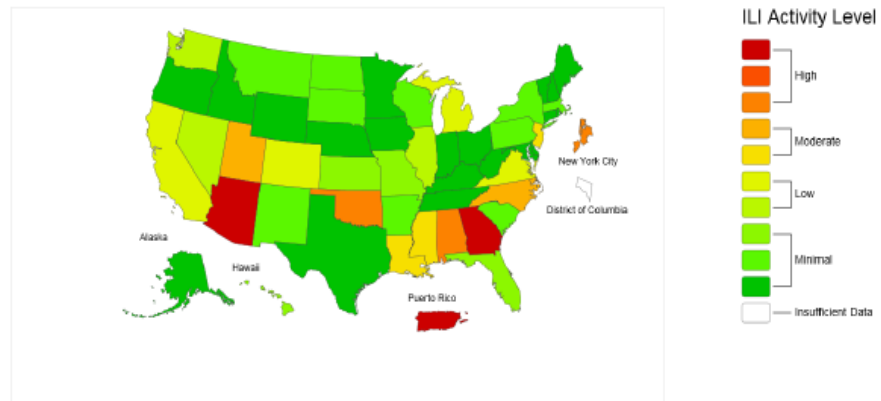 ILI Activity Level
High
Moderate
New York City
Low
District of Columbia
Alaska
Hawaii
Minimal
Puerto Rico
Insufficient Data